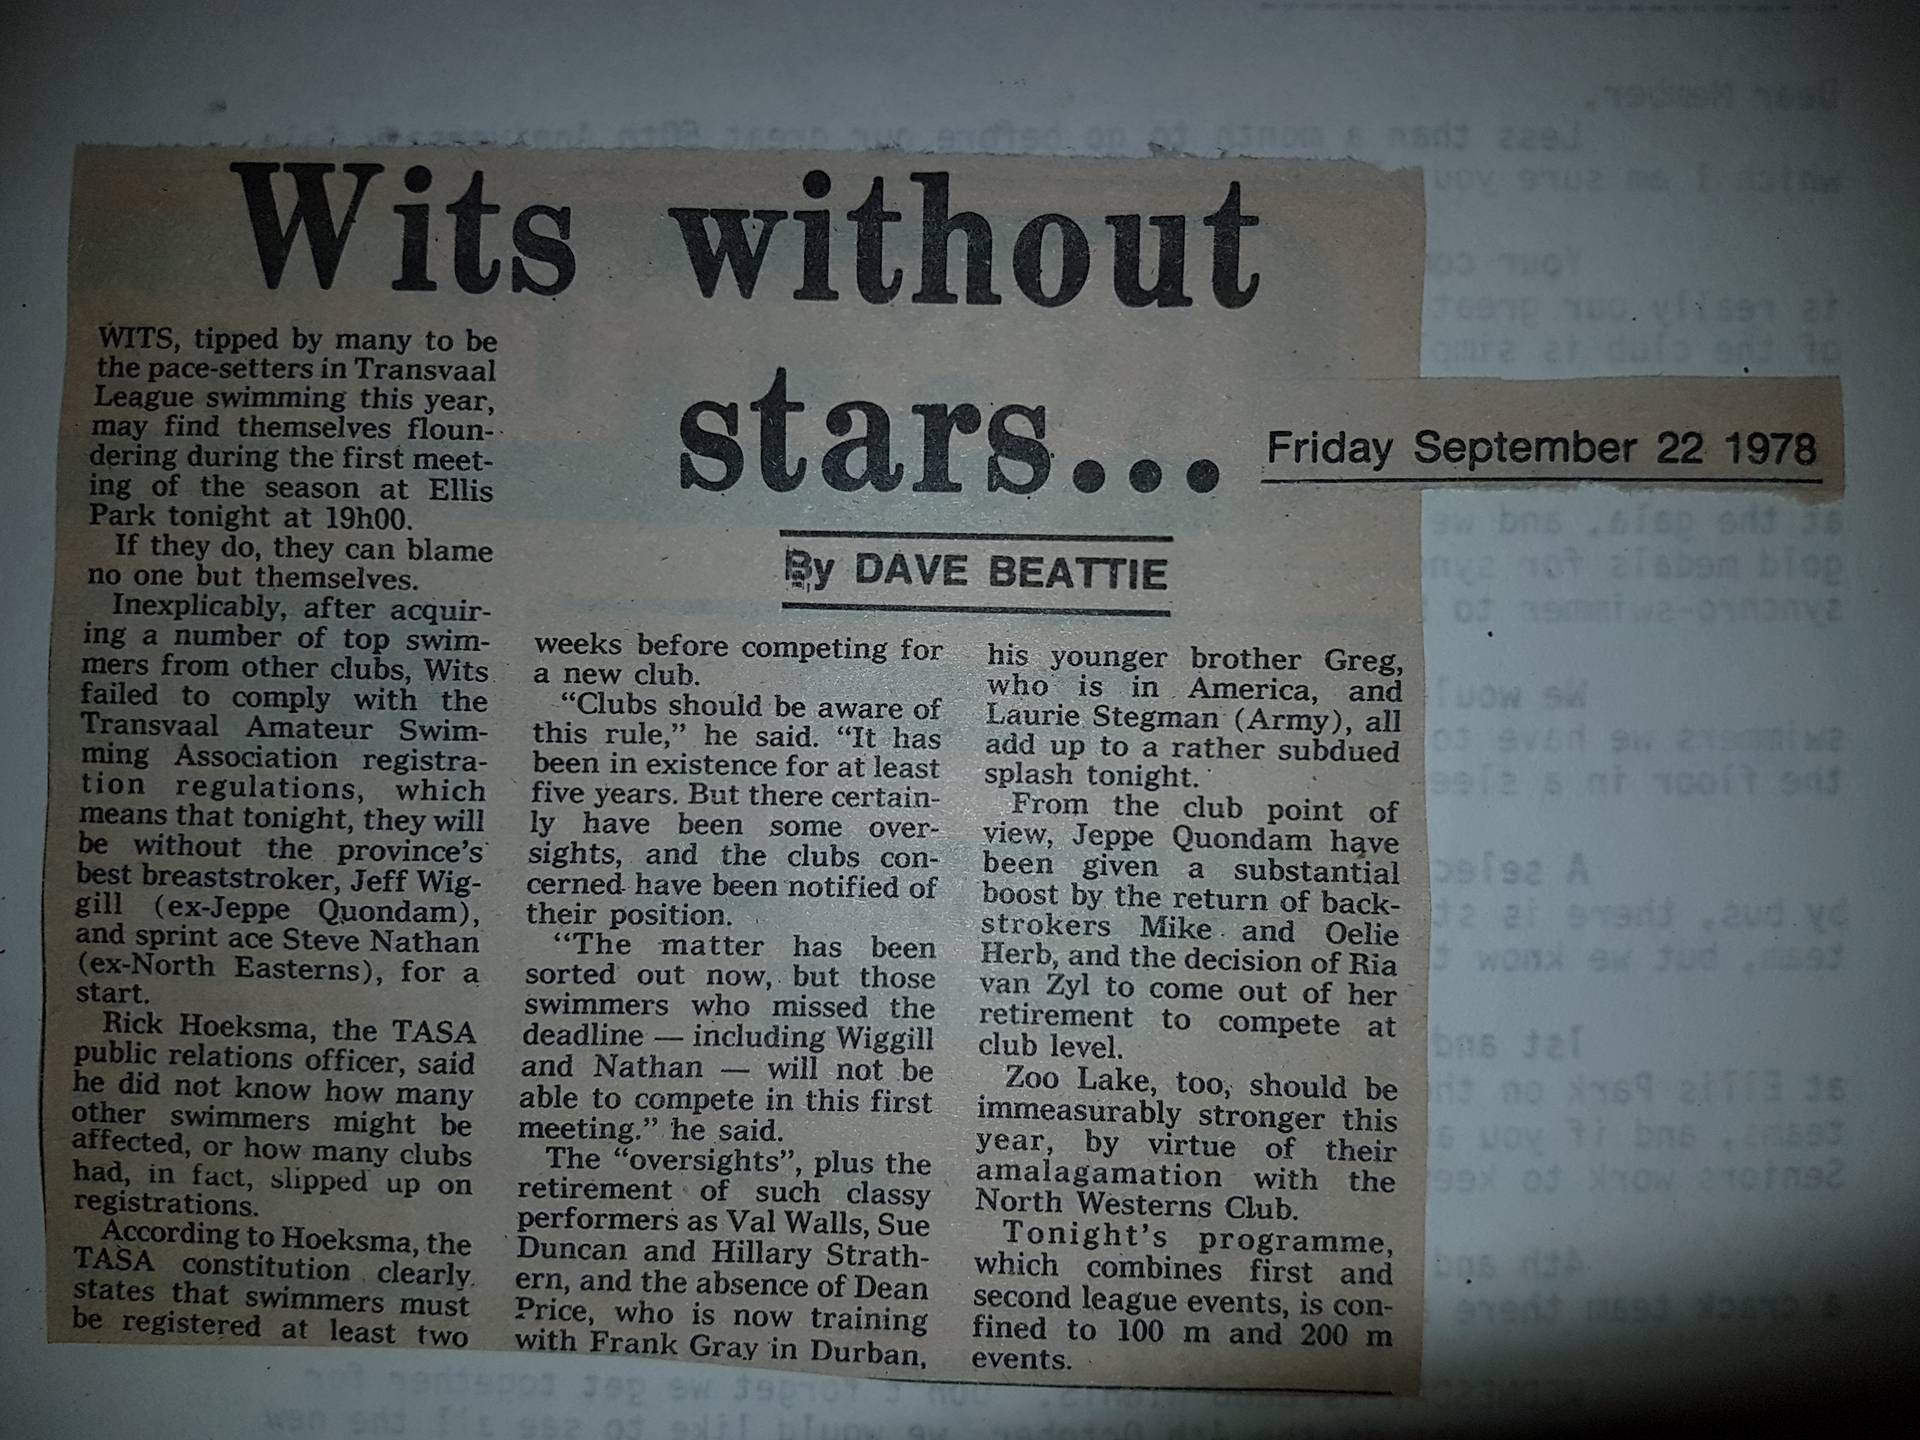 Wits without
stars...
Friday September 22 1978
By DAVE BEATTIE
WITS, tipped by many to be
the pace-setters in Transvaal
League swimming this year,
may find themselves floun-
dering during the first meet-
ing of the season at Ellis
Park tonight at 19h00.
If they do, they can blame
no one but themselves.
Inexplicably, after acquir-
ing a number of top swim-
mers from other clubs, Wits
failed to comply with the
Transvaal Amateur Swim-
ming Association registra-
tion regulations, which
means that tonight, they will
be without the province's
best breaststroker, Jeff Wig-
gill (ex-Jeppe Quondam),
and sprint ace Steve Nathan
(ex-North Easterns), for a
start.
Rick Hoeksma, the TASA
public relations officer, said
he did not know how many
other swimmers might be
affected, or how many clubs
had, in fact, slipped up on
registrations.
According to Hoeksma, the
TASA constitution clearly
states that swimmers must
be registered at least two
weeks before competing for
a new club.
"Clubs should be aware of
this rule," he said. "It has
been in existence for at least
five years. But there certain-
ly have been some over-
sights, and the clubs con-
cerned have been notified of
their position.
"The matter has been
sorted out now, but those
swimmers who missed the
deadline — including Wiggill
and Nathan — will not be
able to compete in this first
meeting." he said.
The "oversights", plus the
retirement of such classy
performers as Val Walls, Sue
Duncan and Hillary Strath-
ern, and the absence of Dean
Price, who is now training
with Frank Gray in Durban,
his younger brother Greg,
who is in America, and
Laurie Stegman (Army), all
add up to a rather subdued
splash tonight.
From the club point of
view, Jeppe Quondam have
been given a substantial
boost by the return of back-
strokers Mike and Oelie
Herb, and the decision of Ria
van Zyl to come out of her
retirement to compete at
club level.
Zoo Lake, too, should be
immeasurably stronger this
year, by virtue of their
amalagamation with the
North Westerns Club.
Tonight's programme,
which combines first and
second league events, is con-
fined to 100 m and 200 m
events.